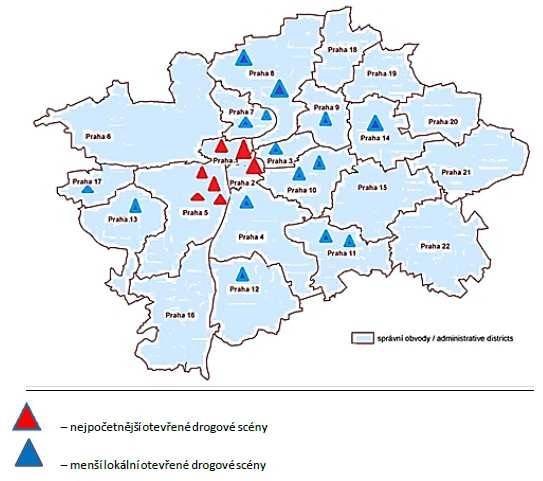 Praha 18
Praha 8
Praha 19
Praha 7
Praha 9
Praha 20
Praha 6
Praha 14
Praha
Praha 3
Praha 21
Praha 17
Praha 2
Praha 10
Praha 15
Praha 13
Praha 5
Praha 4
Praha 22
Praha 11
Praha 12
Praha 16
správní obvody / administrative districts
– nejpočetnější otevřené drogové scény
– menší lokální otevřené drogové scény